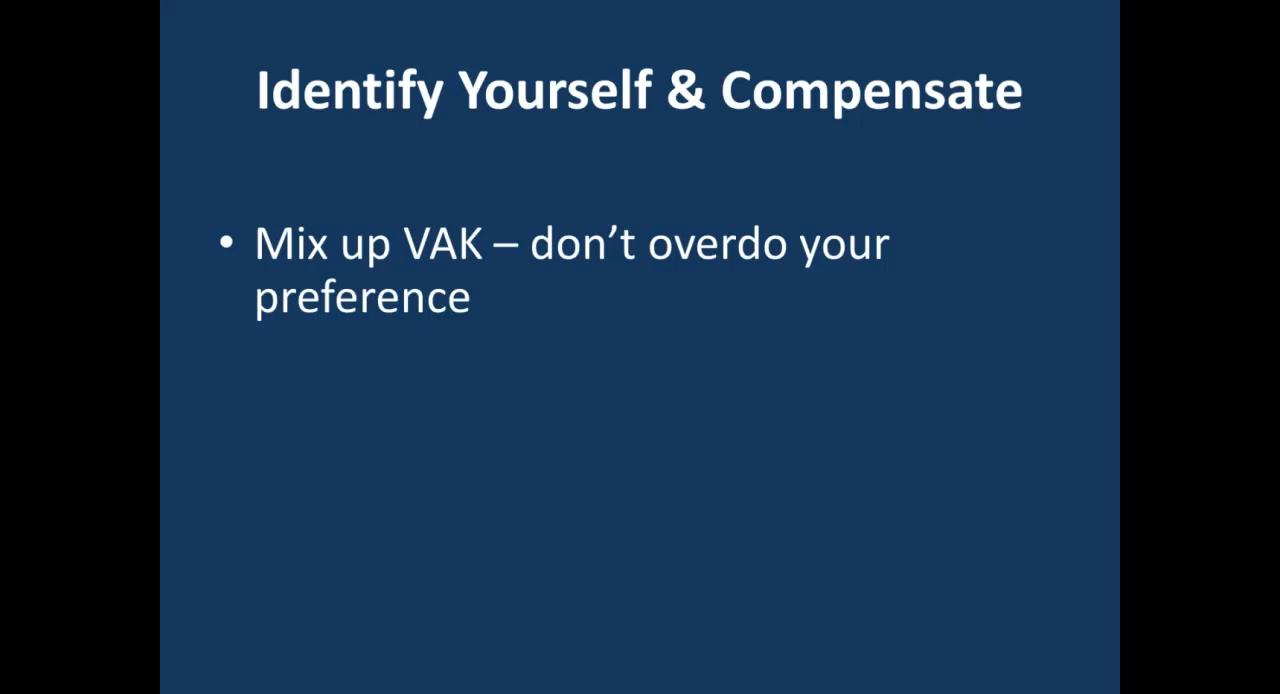 Identify Yourself & Compensate
• Mix up VAK – don’t overdo your
preference